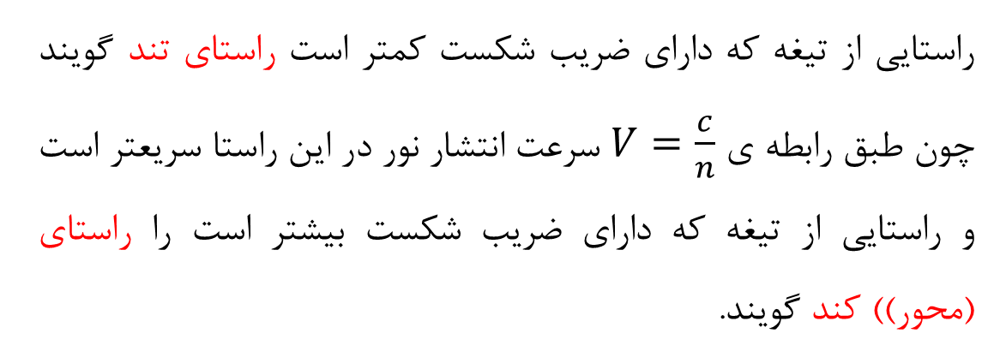 راستایی از تیغه که دارای ضریب شکست کمتر است راستای تند گویند
چون طبق رابطه ی V = c/n سرعت انتشار نور در این راستا سریعتر است
و راستایی از تیغه که دارای ضریب شکست بیشتر است را راستای
(محور)) کند گویند.